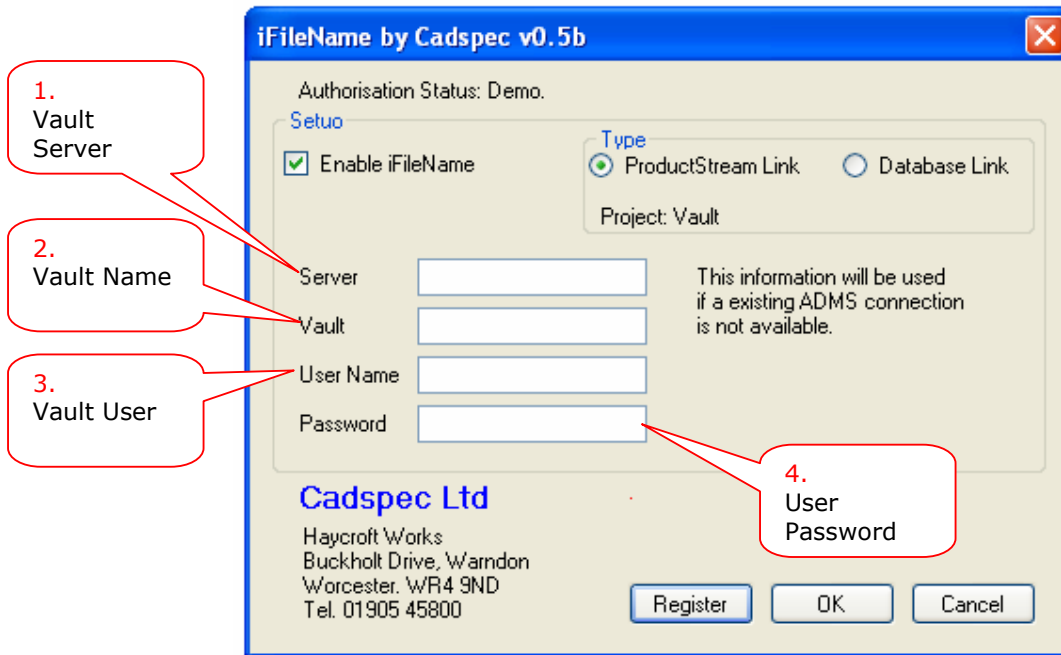 iFileName by Cadspec v0.5b
1.
Vault
Server
Authorisation Status: Demo.
Setuo
Enable iFileName
Type
ProductStream Link
Database Link
Project: Vault
2.
Vault Name
Server
This information will be used
if a existing ADMS connection
is not available.
Vault
3.
Vault User
User Name
Password
4.
User
Password
Cadspec Ltd
Haycroft Works
Buckholt Drive, Warndon
Worcester. WR4 9ND
Tel. 01905 45800
Register
OK
Cancel